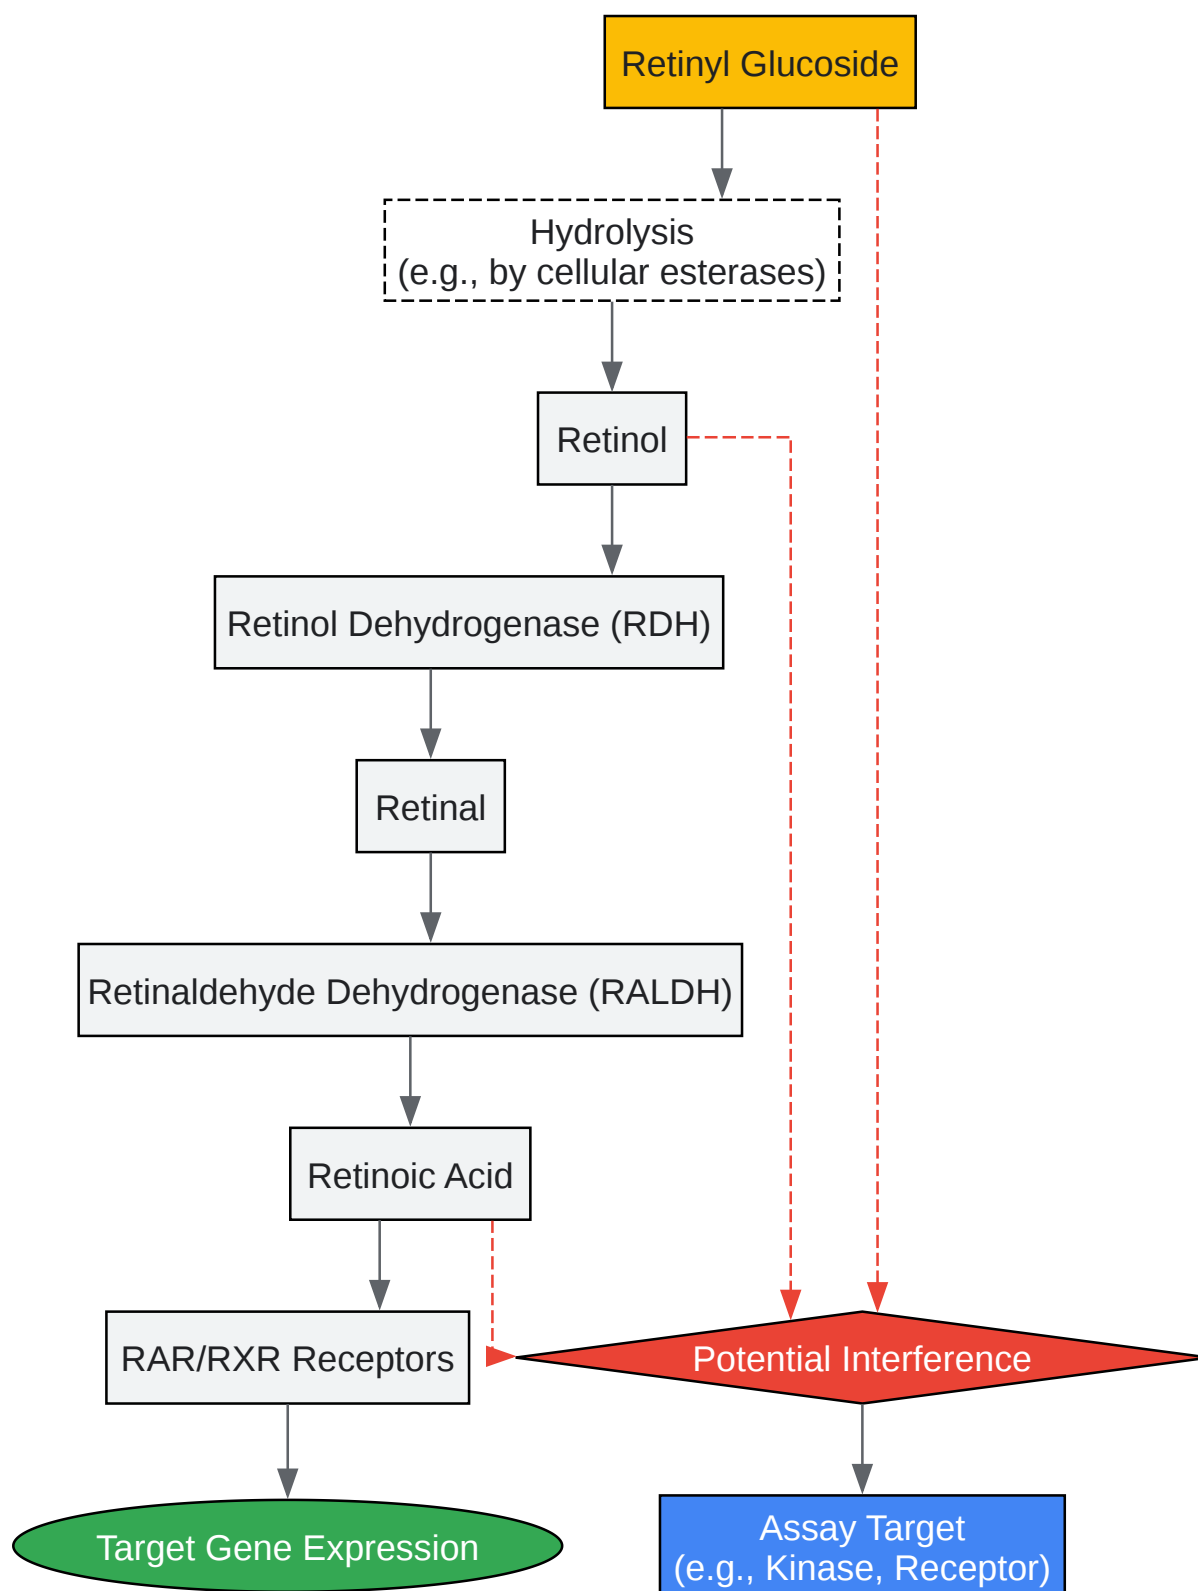 Retinyl Glucoside
Hydrolysis
(e.g., by cellular esterases)
Retinol
Retinol Dehydrogenase (RDH)
Retinal
Retinaldehyde Dehydrogenase (RALDH)
Retinoic Acid
RAR/RXR Receptors
Potential Interference
Target Gene Expression
Assay Target
(e.g., Kinase, Receptor)